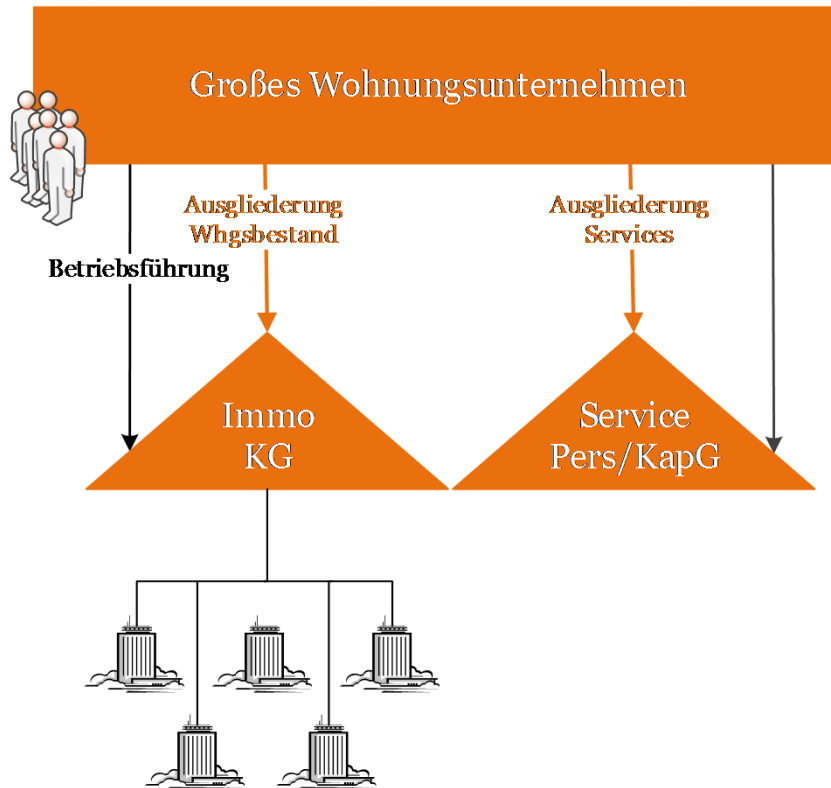 Großes Wohnungsunternehmen
Ausgliederung
Whgsbestand
Ausgliederung
Services
Betriebsführung
Immo
KG
Service
Pers/KapG